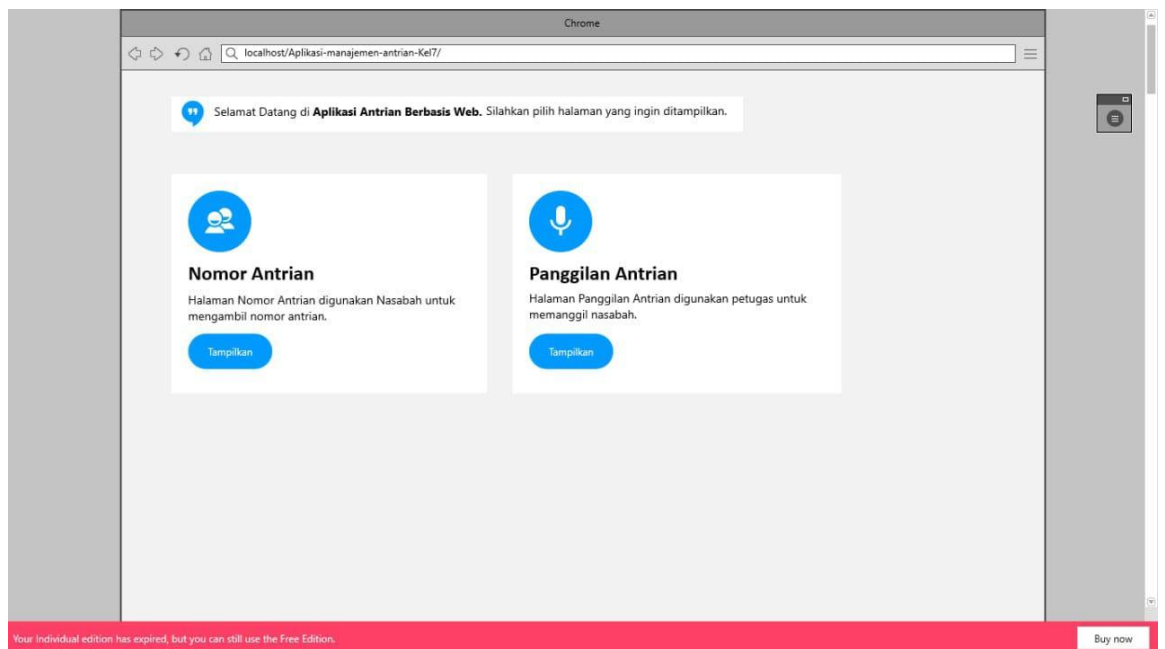 Chrome
localhost/Aplikasi-manajemen-antrian-Kel7/
Selamat Datang di Aplikasi Antrian Berbasis Web. Silahkan pilih halaman yang ingin ditampilkan.
Nomor Antrian
Halaman Nomor Antrian digunakan Nasabah untuk
mengambil nomor antrian.
Tampilkan
Panggilan Antrian
Halaman Panggilan Antrian digunakan petugas untuk
memanggil nasabah.
Tampilkan
Your Individual edition has expired, but you can still use the Free Edition.
Buy now